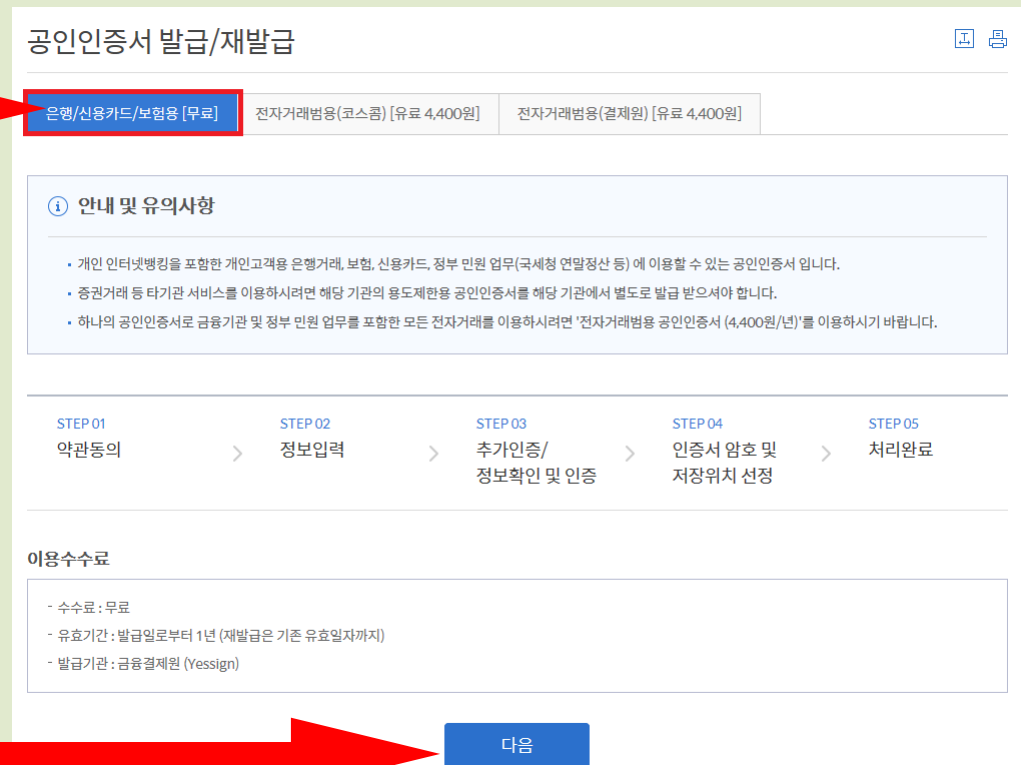 공인인증서 발급/재발급
은행/신용카드/보험용 [무료] 전자거래범용(코스콤) [유료 4,400원] 전자거래범용(결제원) [유료 4,400원]
안내 및 유의사항
개인 인터넷뱅킹을 포함한 개인고객용 은행거래, 보험, 신용카드, 정부 민원 업무(국세청 연말정산 등) 에 이용할 수 있는 공인인증서 입니다.
증권거래 등 타기관 서비스를 이용하시려면 해당 기관의 용도제한용 공인인증서를 해당 기관에서 별도로 발급 받으셔야 합니다.
하나의 공인인증서로 금융기관 및 정부 민원 업무를 포함한 모든 전자거래를 이용하시려면 '전자거래범용 공인인증서 (4,400원/년)'를 이용하시기 바랍니다.
STEP 01
약관동의
STEP 02
정보입력
STEP 03
추가인증/
정보확인 및 인증
STEP 04
인증서 암호 및
저장위치 선정
STEP 05
처리완료
이용수수료
- 수수료 : 무료
- 유효기간 : 발급일로부터 1년 (재발급은 기존 유효일자까지)
- 발급기관 : 금융결제원 (Yessign)
다음